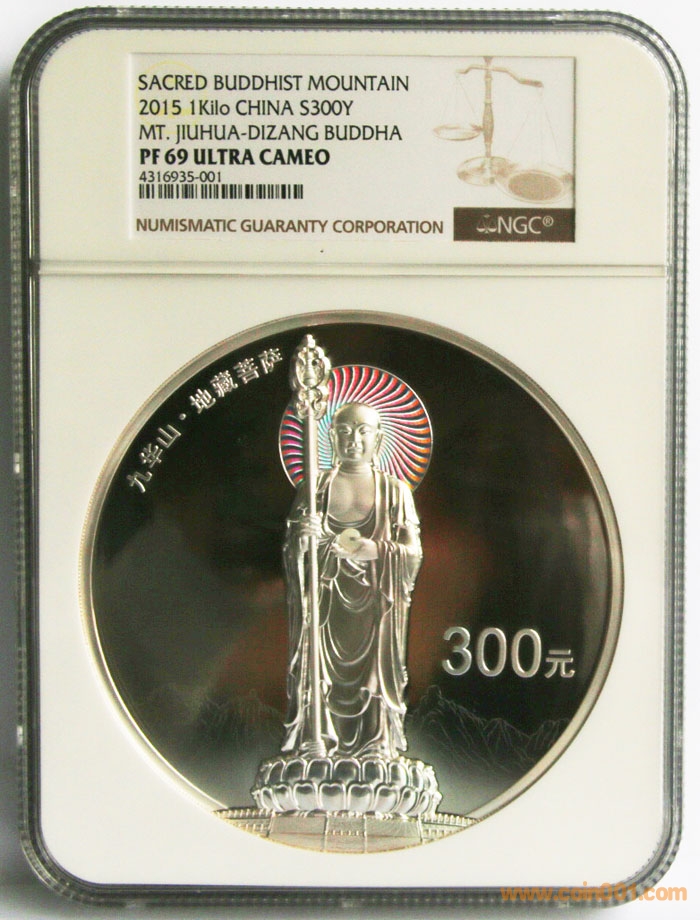 SACRED BUDDHIST MOUNTAIN
2015 1Kilo CHINA S300Y
MT. JIUHUA-DIZANG BUDDHA
PF 69 ULTRA CAMEO
4316935-001
NUMISMATIC GUARANTY CORPORATION
NGC®
九华山·地藏菩萨
300元
www.coin001.com